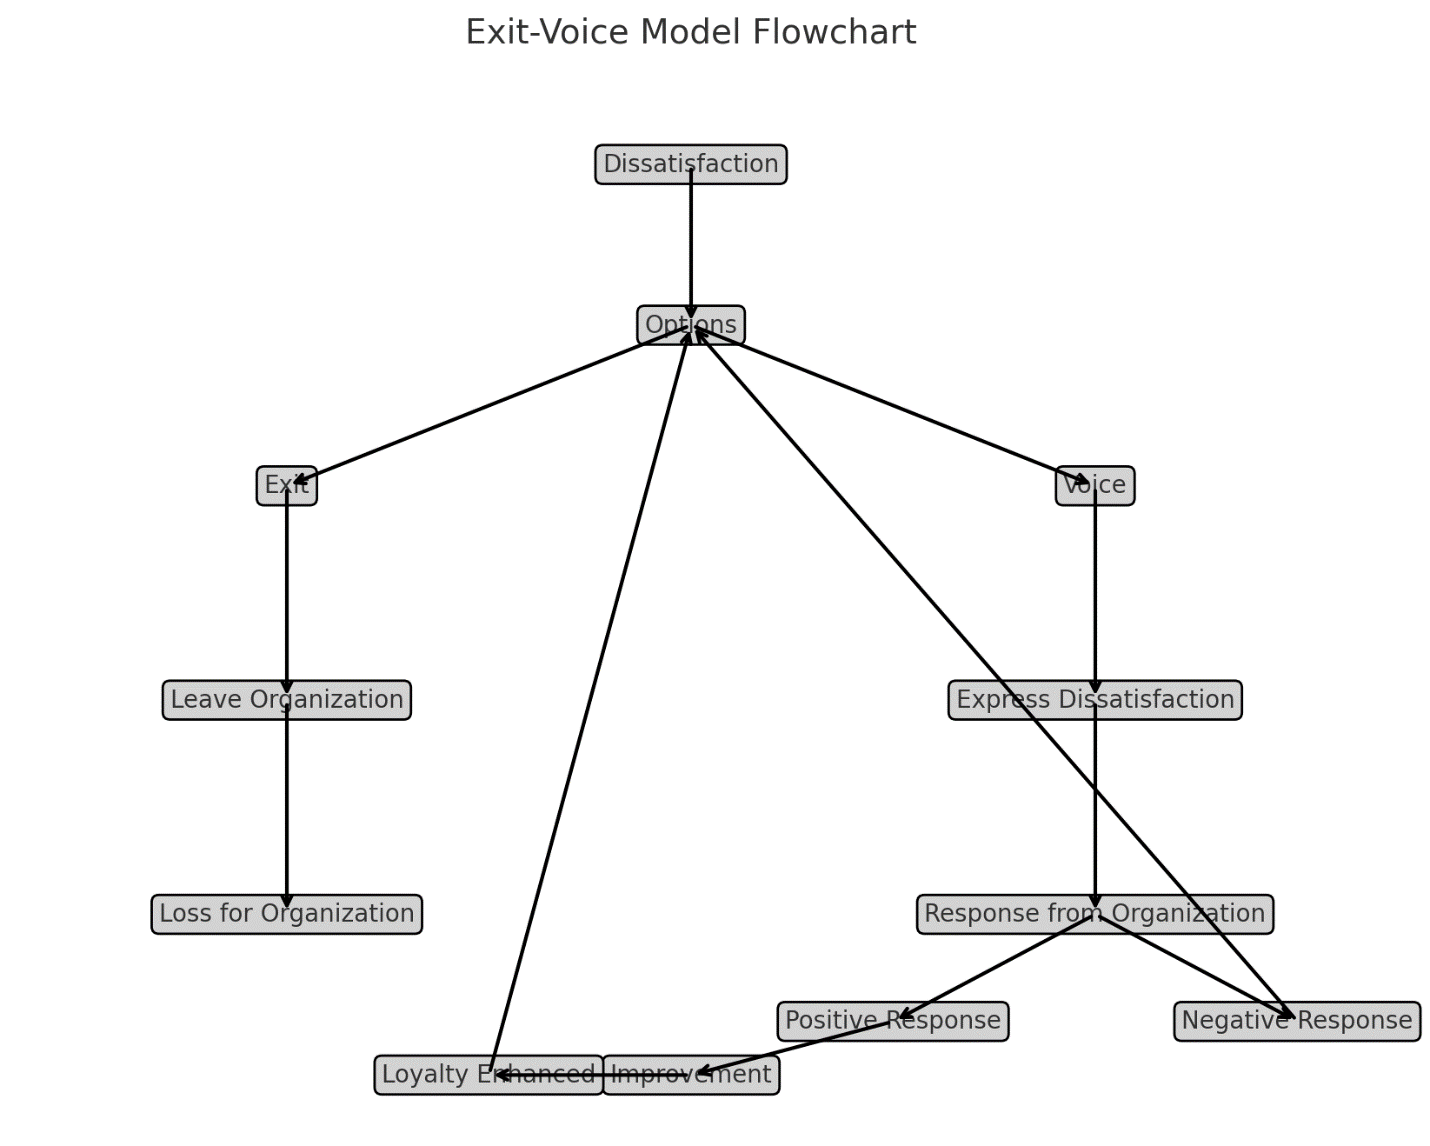 Exit-Voice Model Flowchart
Dissatisfaction
Options
Exit
Voice
Leave Organization
Express Dissatisfaction
Loss for Organization
Response from Organization
Positive Response
Negative Response
Loyalty Enhanced
Improvement